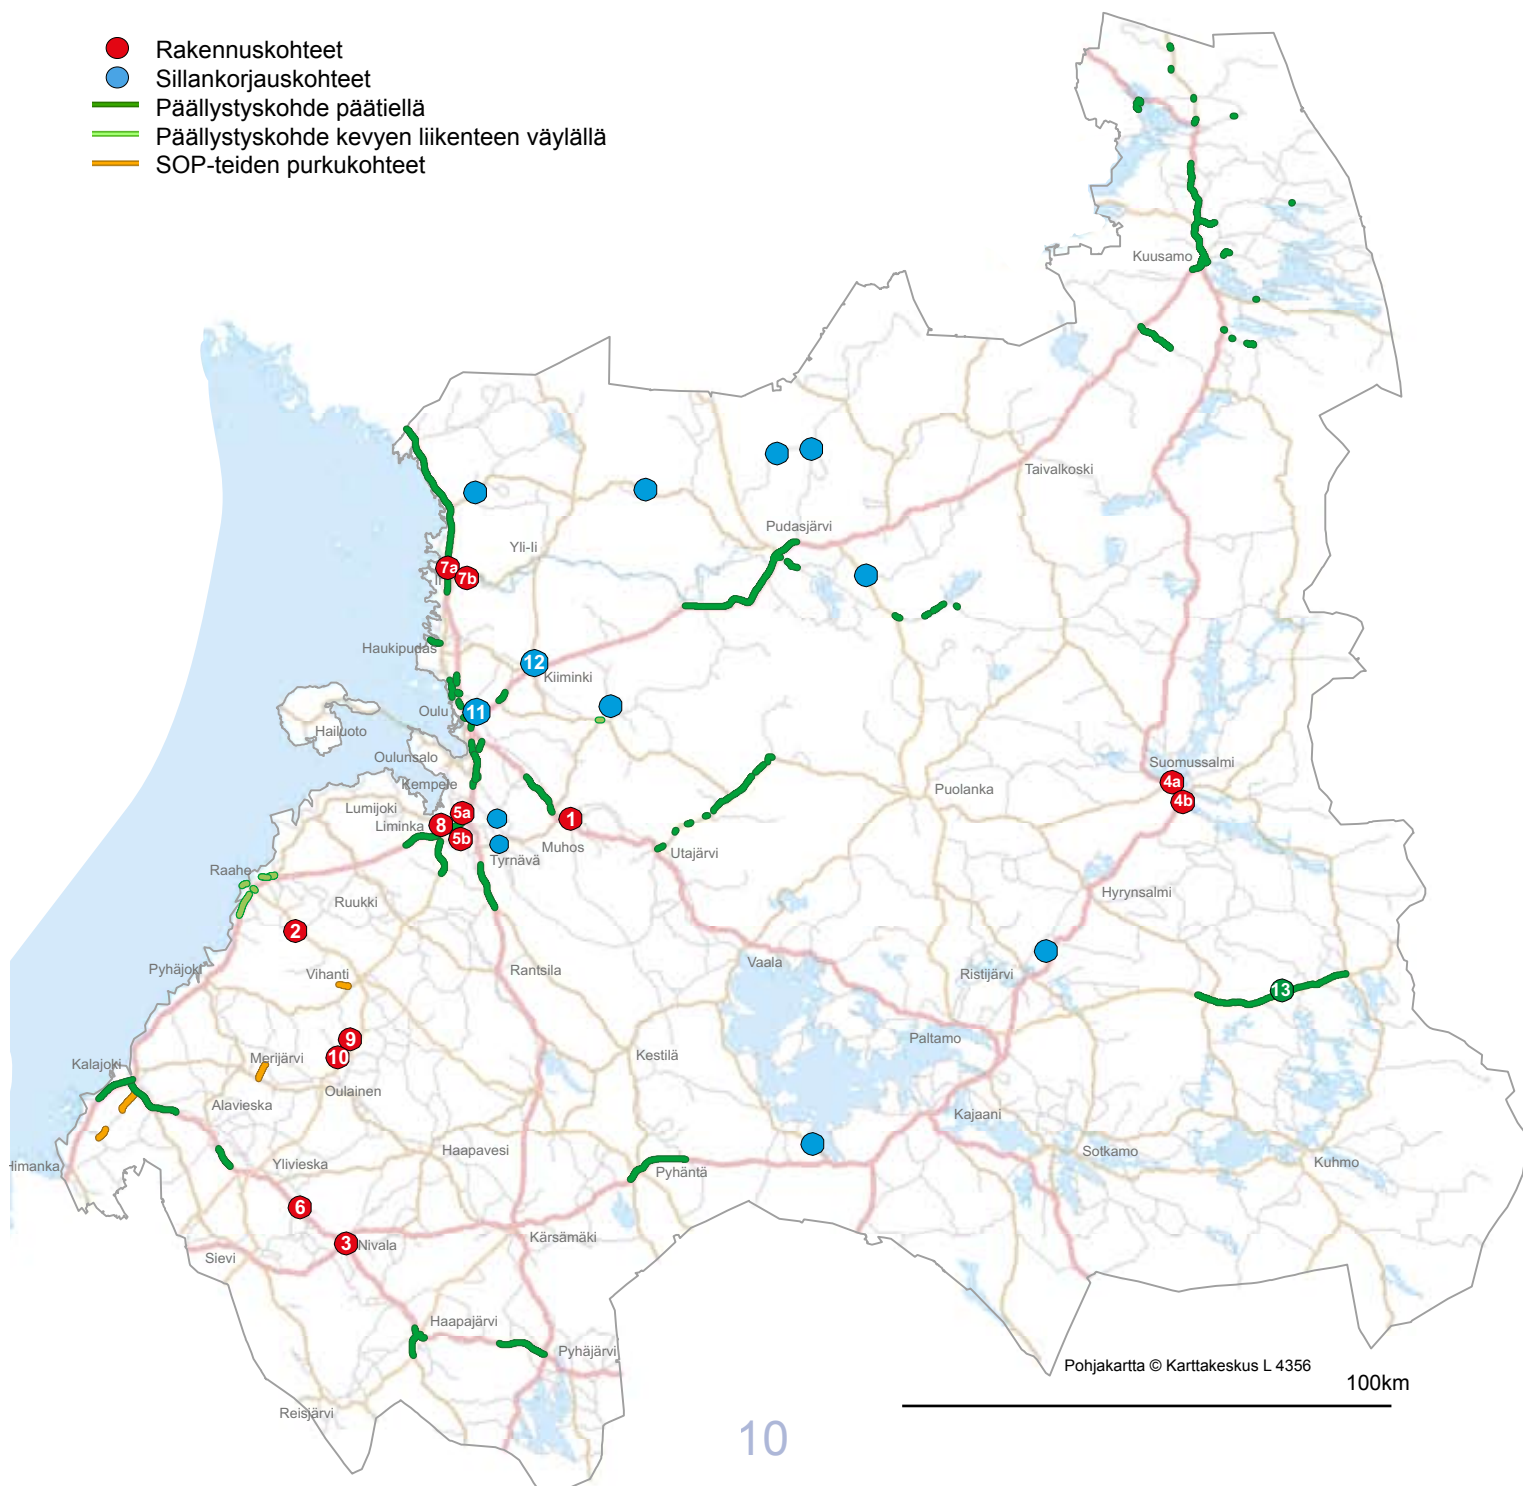 Rakennuskohteet
Sillankorjauskohteet
Päällystyskohde päätiellä
Päällystyskohde kevyen liikenteen väylällä
SOP-teiden purkukohteet
Kuusamo
Taivalkoski
Pudasjärvi
Yli-Ii
7a
7b
Haukipudas
12
Kiiminki
Oulu
11
Hailuoto
Oulunsalo
Suomussalmi
4a
4b
Kempele
Puolanka
Lumijoki
5a
Liminka
8
5b
1
Muhos
Tyrnävä
Utajärvi
Raahe
Ruukki
Hyrynsalmi
2
Pyhäjoki
Vihanti
Rantsila
Vaala
Ristijärvi
13
9
10
Paltamo
Kalajoki
Merijärvi
Kestilä
Oulainen
Alavieska
Kajaani
Haapavesi
Sotkamo
Himanka
Ylivieska
Pyhäntä
Kuhmo
6
3
Nivala
Kärsämäki
Sievi
Haapajärvi
Pyhäjärvi
Pohjakartta © Karttakeskus L 4356
100km
Reisjärvi
10